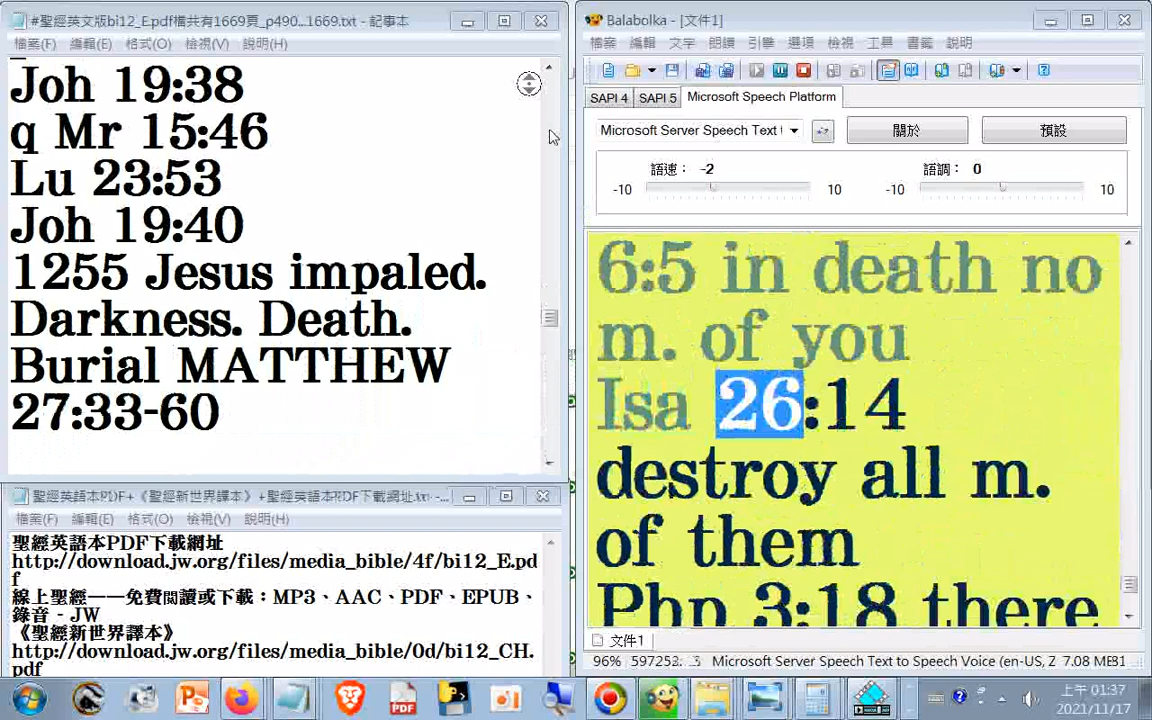 #聖經英文版bi12_E.pdf檔共有1669頁_p490...1669.txt - 記事本
檔案(F) 編輯(E) 格式(O) 檢視(V) 說明(H)
Joh 19:38
q Mr 15:46
Lu 23:53
Joh 19:40
1255 Jesus impaled.
Darkness. Death.
Burial MATTHEW
27:33-60
聖經英語本PDF+《聖經新世界譯本》+聖經英語本PDF下載網址.txt -...
檔案(F) 編輯(E) 格式(O) 檢視(V) 說明(H)
聖經英語本PDF下載網址
http://download.jw.org/files/media_bible/4f/bi12_E.pd
f
線上聖經——免費閱讀或下載：MP3、AAC、PDF、EPUB、
錄音 - JW
《聖經新世界譯本》
http://download.jw.org/files/media_bible/0d/bi12_CH.
pdf
Balabolka - [文件1]
檔案 編輯 文字 朗讀 引擎 選項 檢視 工具 書籤 說明
SAPI 4 SAPI 5 Microsoft Speech Platform
Microsoft Server Speech Text 關於 預設
語速： -2 語調： 0
-10 10 -10 10
6:5 in death no
m. of you
Isa 26:14
destroy all m.
of them
Php 3:18 there
文件1
96% 597252. Microsoft Server Speech Text to Speech Voice (en-US, Z 7.08 MB
上午 01:37
2021/11/17